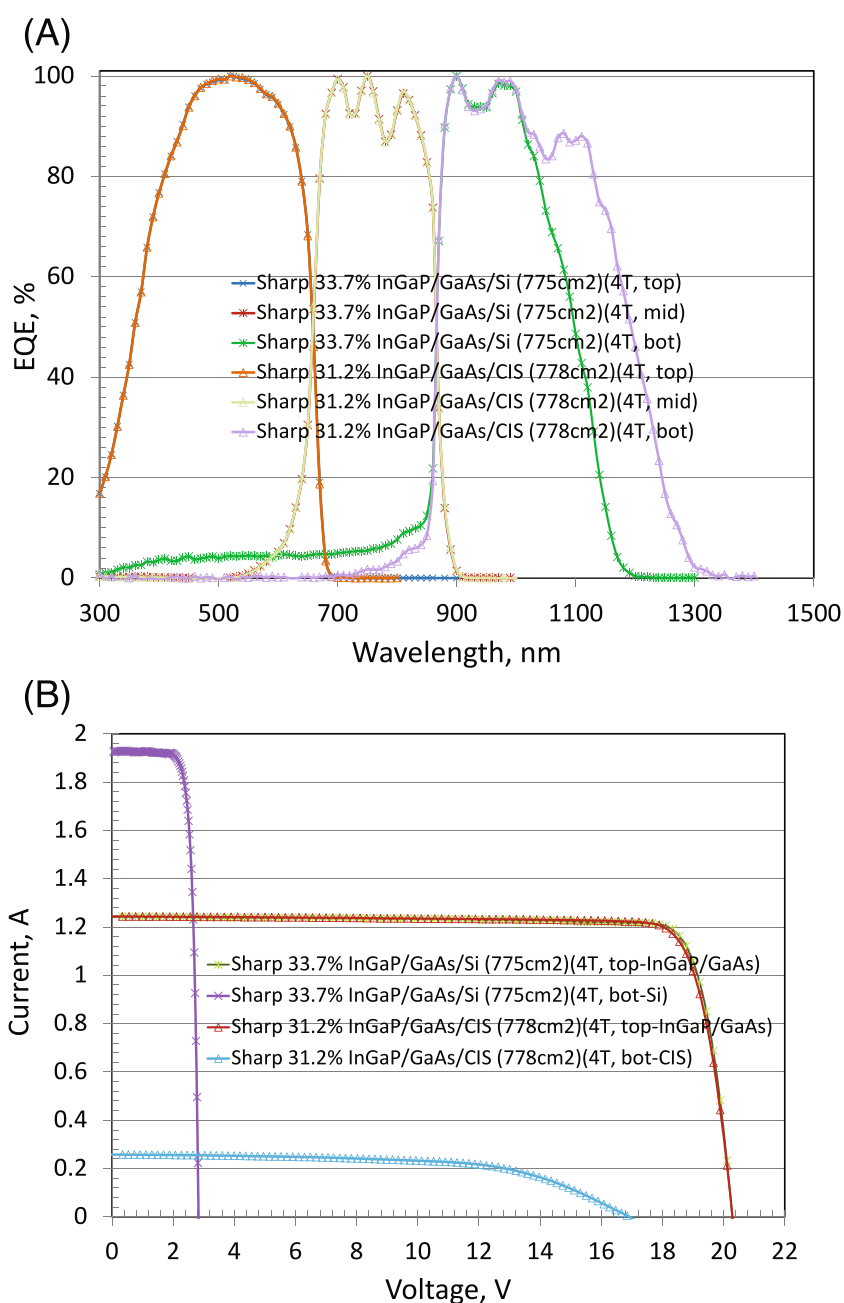 (A)
100
80
60
40
20
0
EQE, %
Sharp 33.7% InGaP/GaAs/Si (775cm2)(4T, top)
Sharp 33.7% InGaP/GaAs/Si (775cm2)(4T, mid)
Sharp 33.7% InGaP/GaAs/Si (775cm2)(4T, bot)
Sharp 31.2% InGaP/GaAs/CIS (778cm2)(4T, top)
Sharp 31.2% InGaP/GaAs/CIS (778cm2)(4T, mid)
Sharp 31.2% InGaP/GaAs/CIS (778cm2)(4T, bot)
300 500 700 900 1100 1300 1500
Wavelength, nm
(B)
2
1.8
1.6
1.4
1.2
1
0.8
0.6
0.4
0.2
0
Current, A
Sharp 33.7% InGaP/GaAs/Si (775cm2)(4T, top-InGaP/GaAs)
Sharp 33.7% InGaP/GaAs/Si (775cm2)(4T, bot-Si)
Sharp 31.2% InGaP/GaAs/CIS (778cm2)(4T, top-InGaP/GaAs)
Sharp 31.2% InGaP/GaAs/CIS (778cm2)(4T, bot-CIS)
0 2 4 6 8 10 12 14 16 18 20 22
Voltage, V